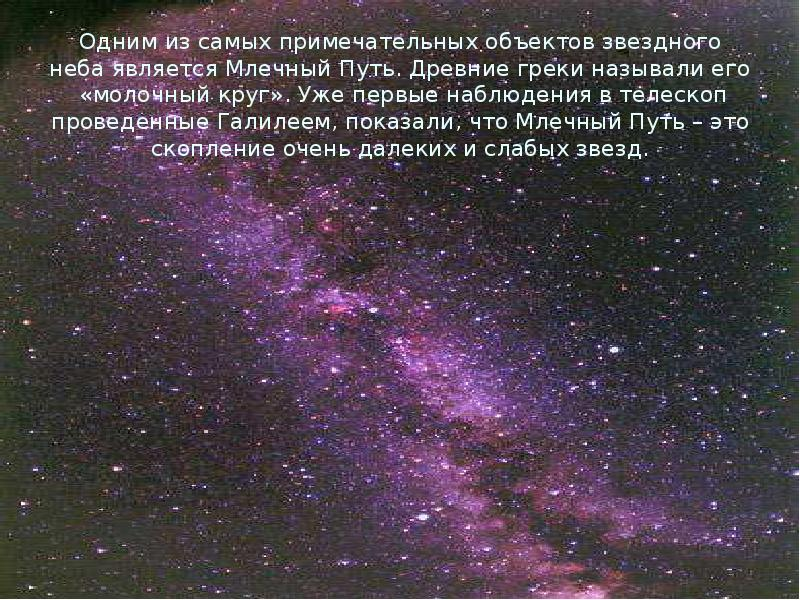 Одним из самых примечательных объектов звездного
неба является Млечный Путь. Древние греки называли его
«молочный круг». Уже первые наблюдения в телескоп
проведенные Галилеем, показали, что Млечный Путь – это
скопление очень далеких и слабых звезд.